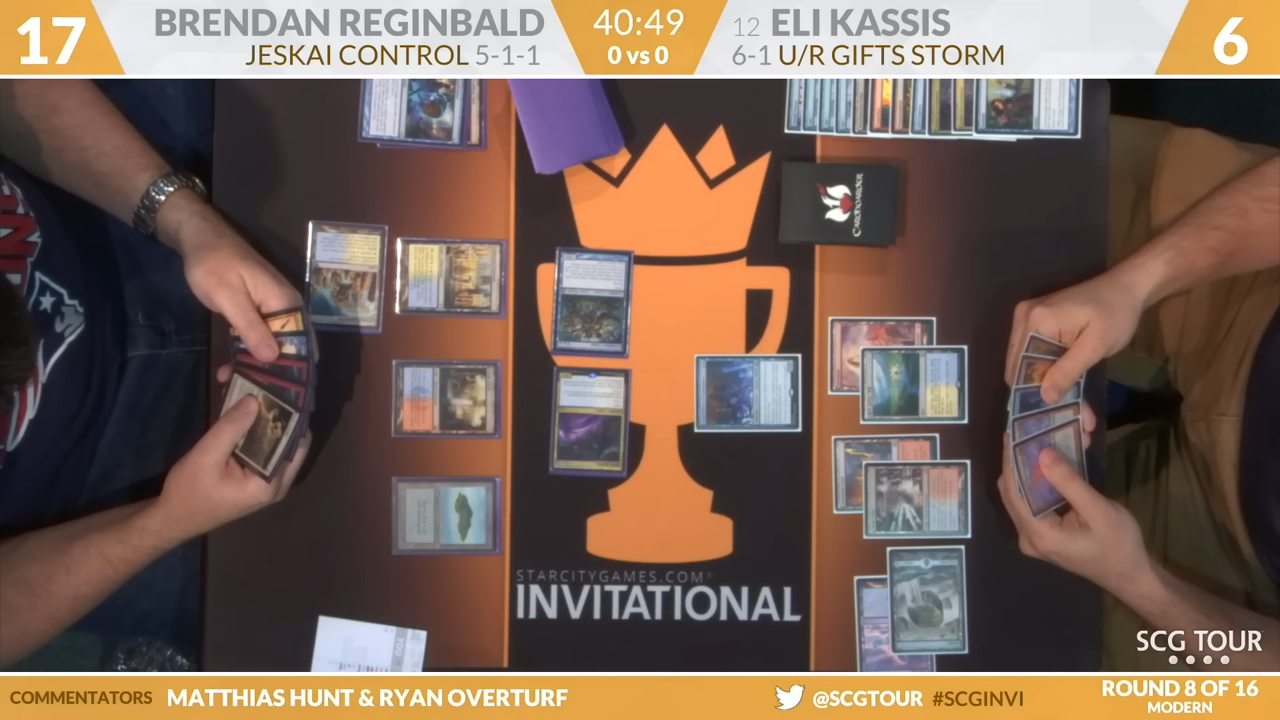 17
BRENDAN REGINBALD
JESKAI CONTROL 5-1-1
40:49
0 vs 0
12 ELI KASSIS
6-1 U/R GIFTS STORM
6
CARDBOARDER
STARCITYGAMES.COM®
INVITATIONAL
SCG TOUR
COMMENTATORS MATTHIAS HUNT & RYAN OVERTURF
@SCGTOUR #SCGINVI
ROUND 8 OF 16
MODERN